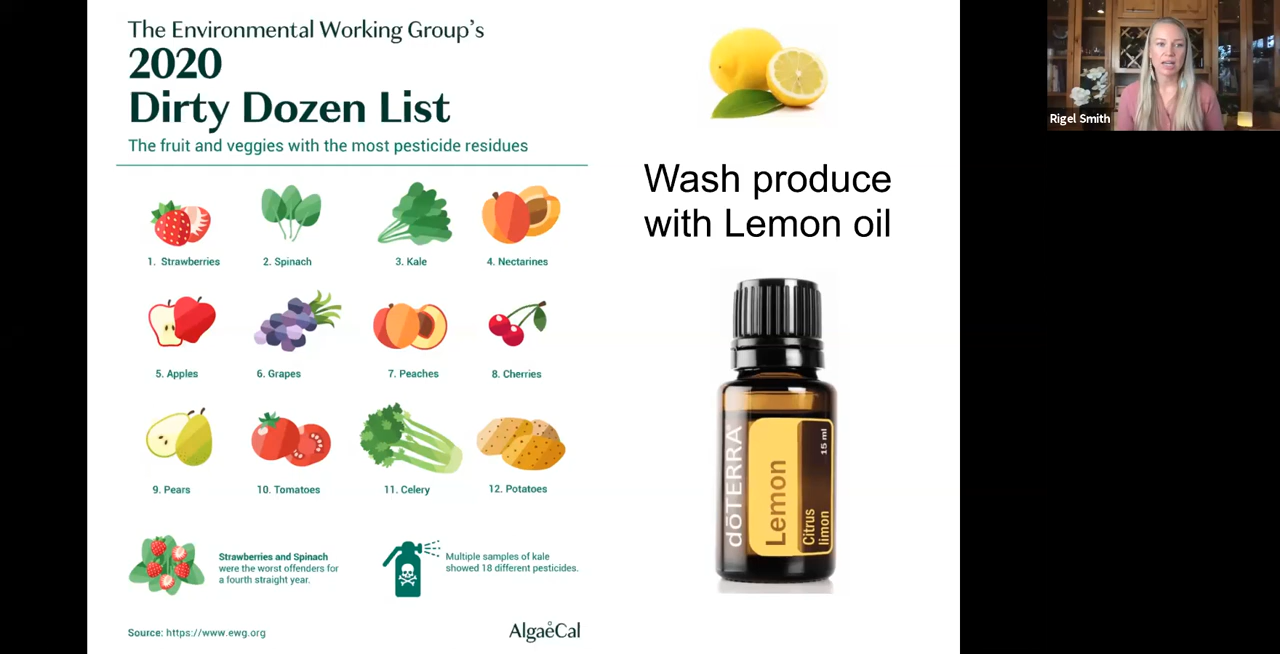 The Environmental Working Group's
2020
Dirty Dozen List
The fruit and veggies with the most pesticide residues
1. Strawberries
2. Spinach
3. Kale
4. Nectarines
5. Apples
6. Grapes
7. Peaches
8. Cherries
9. Pears
10. Tomatoes
11. Celery
12. Potatoes
Strawberries and Spinach
were the worst offenders for
a fourth straight year.
Multiple samples of kale
showed 18 different pesticides.
Source: https://www.ewg.org
AlgaeCal
Wash produce
with Lemon oil
dōTERRA®
Lemon
Citrus
limon
15 ml
Rigel Smith